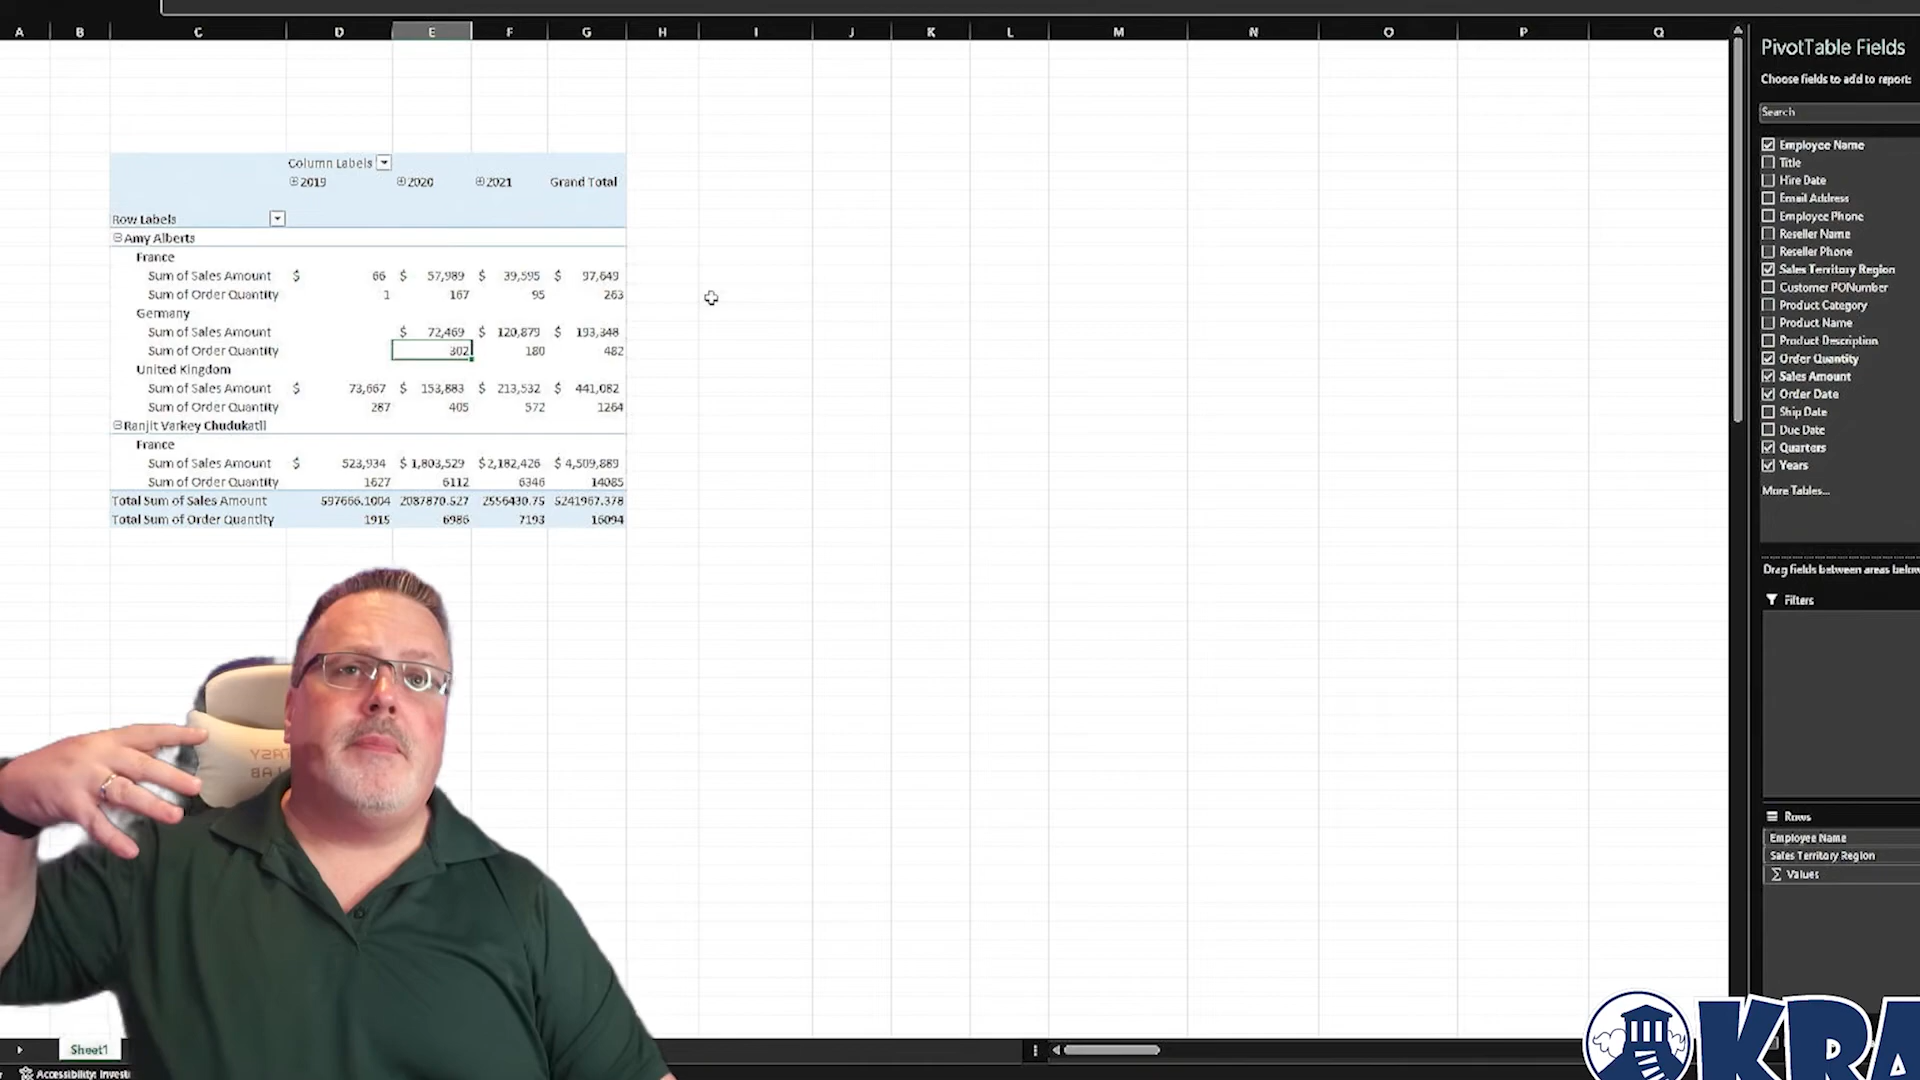 A B C D E F G H I J K L M N O P Q
PivotTable Fields
Choose fields to add to report:
Search
Employee Name
Title
Hire Date
Email Address
Employee Phone
Reseller Name
Reseller Phone
Sales Territory Region
Customer PONumber
Product Category
Product Name
Product Description
Order Quantity
Sales Amount
Order Date
Ship Date
Due Date
Quarters
Years
More Tables...
Drag fields between areas below
Filters
Rows
Employee Name
Sales Territory Region
Σ Values
Column Labels
2019 2020 2021 Grand Total
Row Labels
Amy Alberts
France
Sum of Sales Amount $ 66 $ 57,989 $ 39,595 $ 97,649
Sum of Order Quantity 1 167 95 263
Germany
Sum of Sales Amount $ 72,469 $ 120,879 $ 193,348
Sum of Order Quantity 302 180 482
United Kingdom
Sum of Sales Amount $ 73,667 $ 153,883 $ 213,532 $ 441,082
Sum of Order Quantity 287 405 572 1264
Ranjit Varkey Chudukatil
France
Sum of Sales Amount $ 523,934 $ 1,803,529 $ 2,182,426 $ 4,509,889
Sum of Order Quantity 1627 6112 6346 14085
Total Sum of Sales Amount 597666.1004 2087870.527 2556430.75 5241967.378
Total Sum of Order Quantity 1915 6986 7193 16094
Sheet1
Accessibility: Investi
KRA